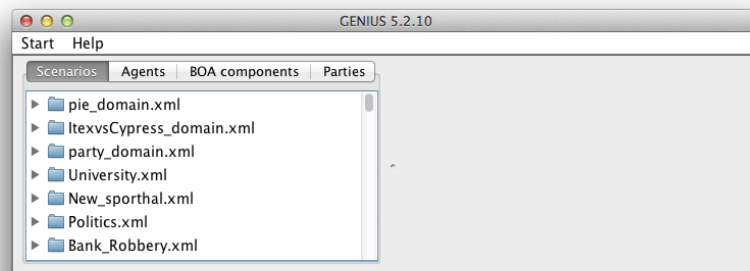 GENIUS 5.2.10
Start Help
Scenarios Agents BOA components Parties
pie_domain.xml
ItexvsCypress_domain.xml
party_domain.xml
University.xml
New_sporthal.xml
Politics.xml
Bank_Robbery.xml